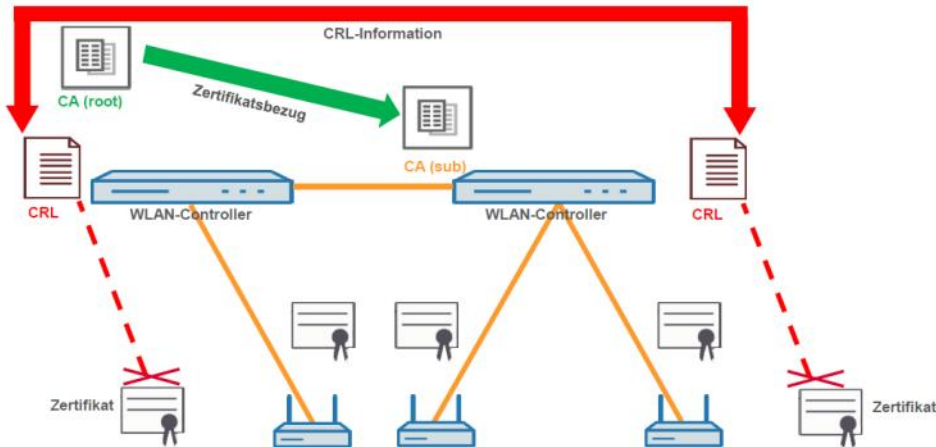 CRL-Information
CA (root)
Zertifikatsbezug
CA (sub)
CRL
WLAN-Controller
WLAN-Controller
CRL
Zertifikat
Zertifikat